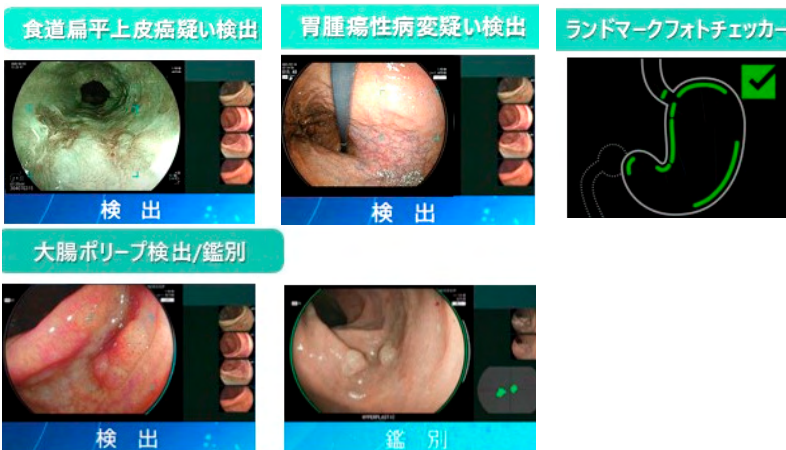 食道扁平上皮癌疑い検出
胃腫瘍性病変疑い検出
ランドマークフォトチェッカー
検 出
検 出
大腸ポリープ検出/鑑別
HYPERPLASTIC
検 出
鑑 別